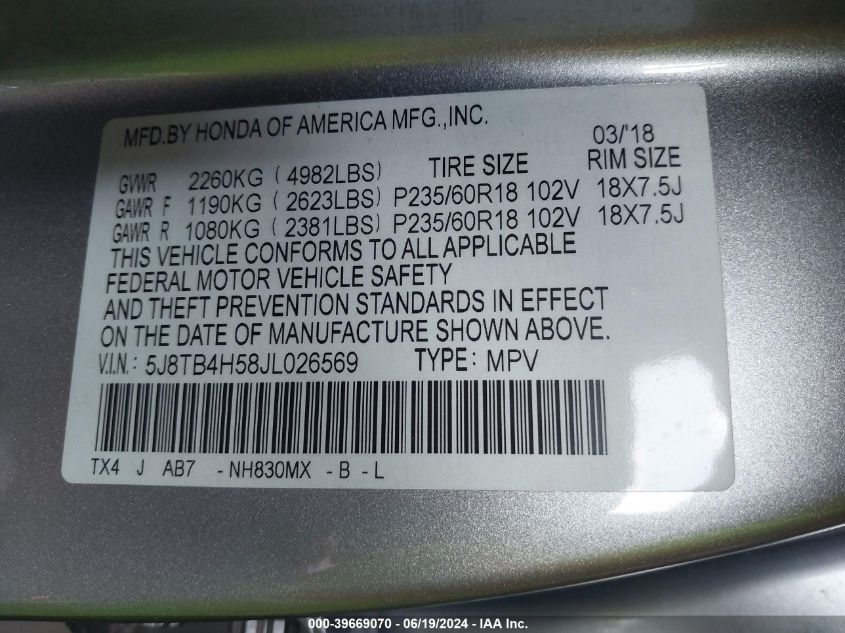 MFD.BY HONDA OF AMERICA MFG.,INC. 03/'18
GVWR 2260KG ( 4982LBS) TIRE SIZE RIM SIZE
GAWR F 1190KG ( 2623LBS) P235/60R18 102V 18X7.5J
GAWR R 1080KG ( 2381LBS) P235/60R18 102V 18X7.5J
THIS VEHICLE CONFORMS TO ALL APPLICABLE
FEDERAL MOTOR VEHICLE SAFETY
AND THEFT PREVENTION STANDARDS IN EFFECT
ON THE DATE OF MANUFACTURE SHOWN ABOVE.
V.I.N.: 5J8TB4H58JL026569 TYPE: MPV
TX4 J AB7 -NH830MX -B -L
000-39669070 - 06/19/2024 - IAA Inc.